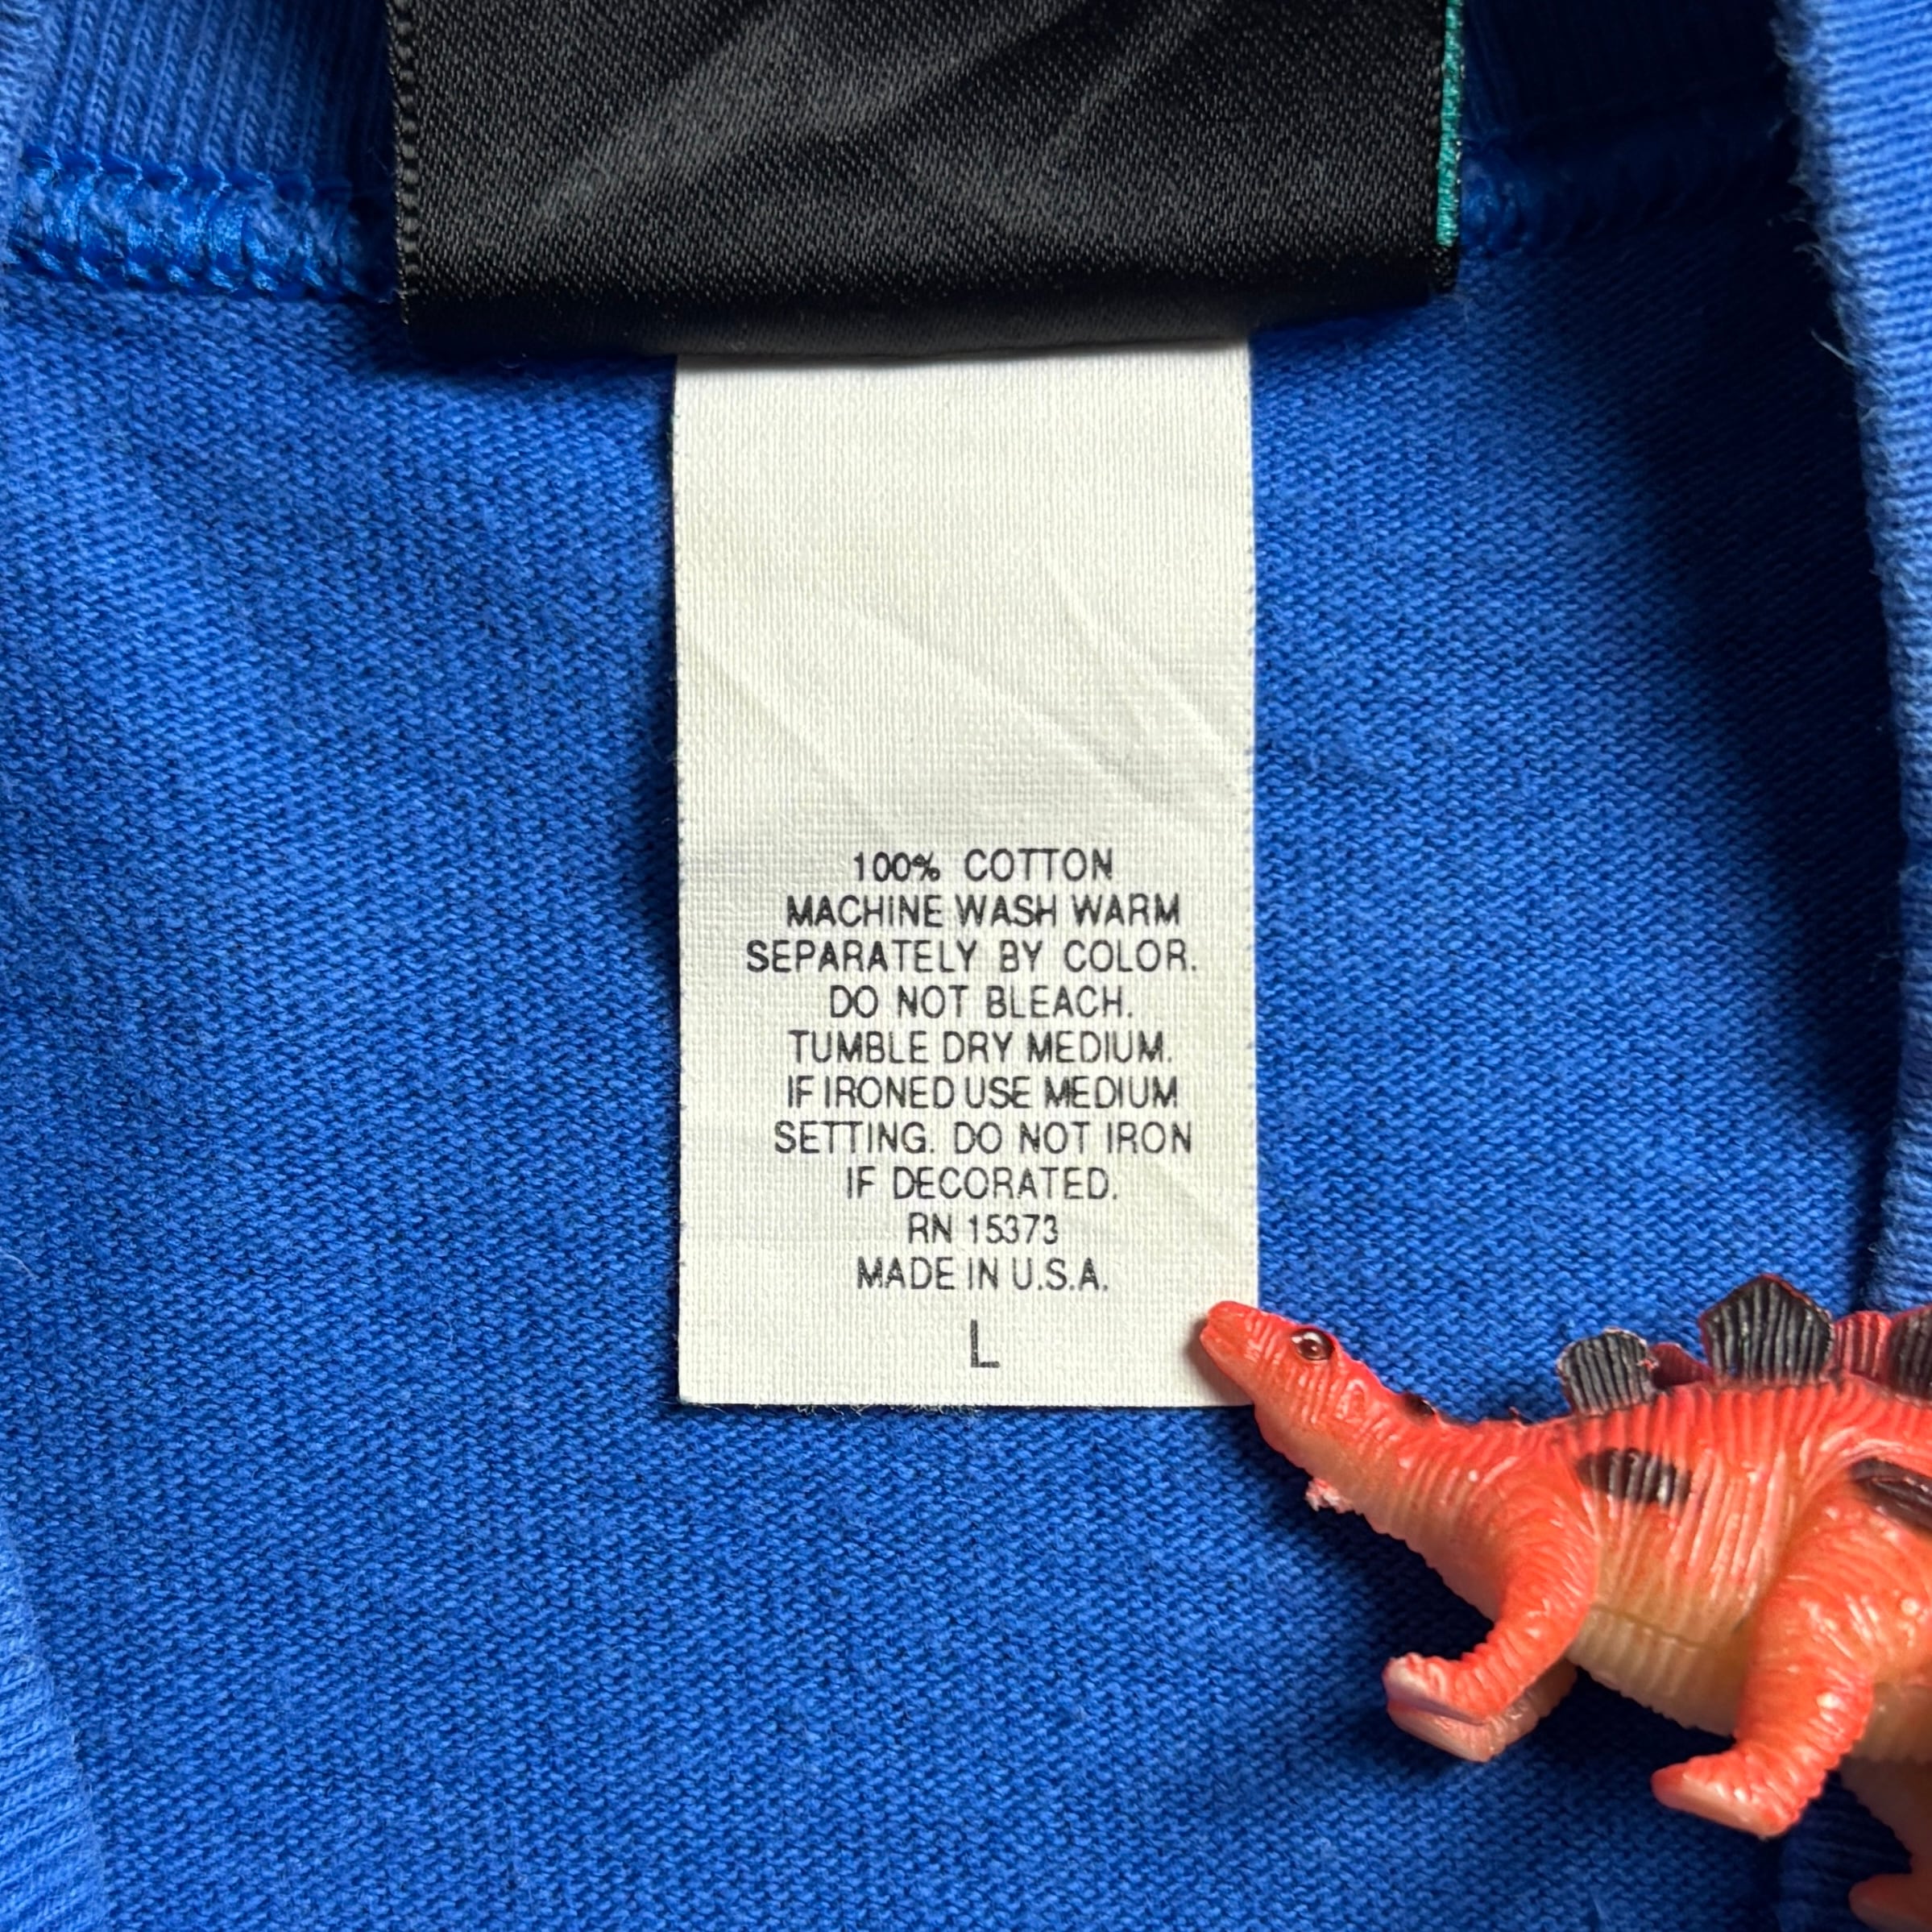 100% COTTON
MACHINE WASH WARM
SEPARATELY BY COLOR.
DO NOT BLEACH.
TUMBLE DRY MEDIUM.
IF IRONED USE MEDIUM
SETTING. DO NOT IRON
IF DECORATED.
RN 15373
MADE IN U.S.A.
L